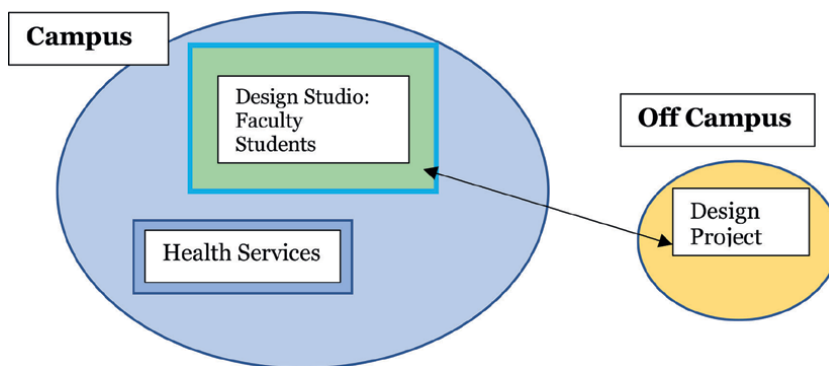 Campus
Design Studio:
Faculty
Students
Off Campus
Design
Project
Health Services